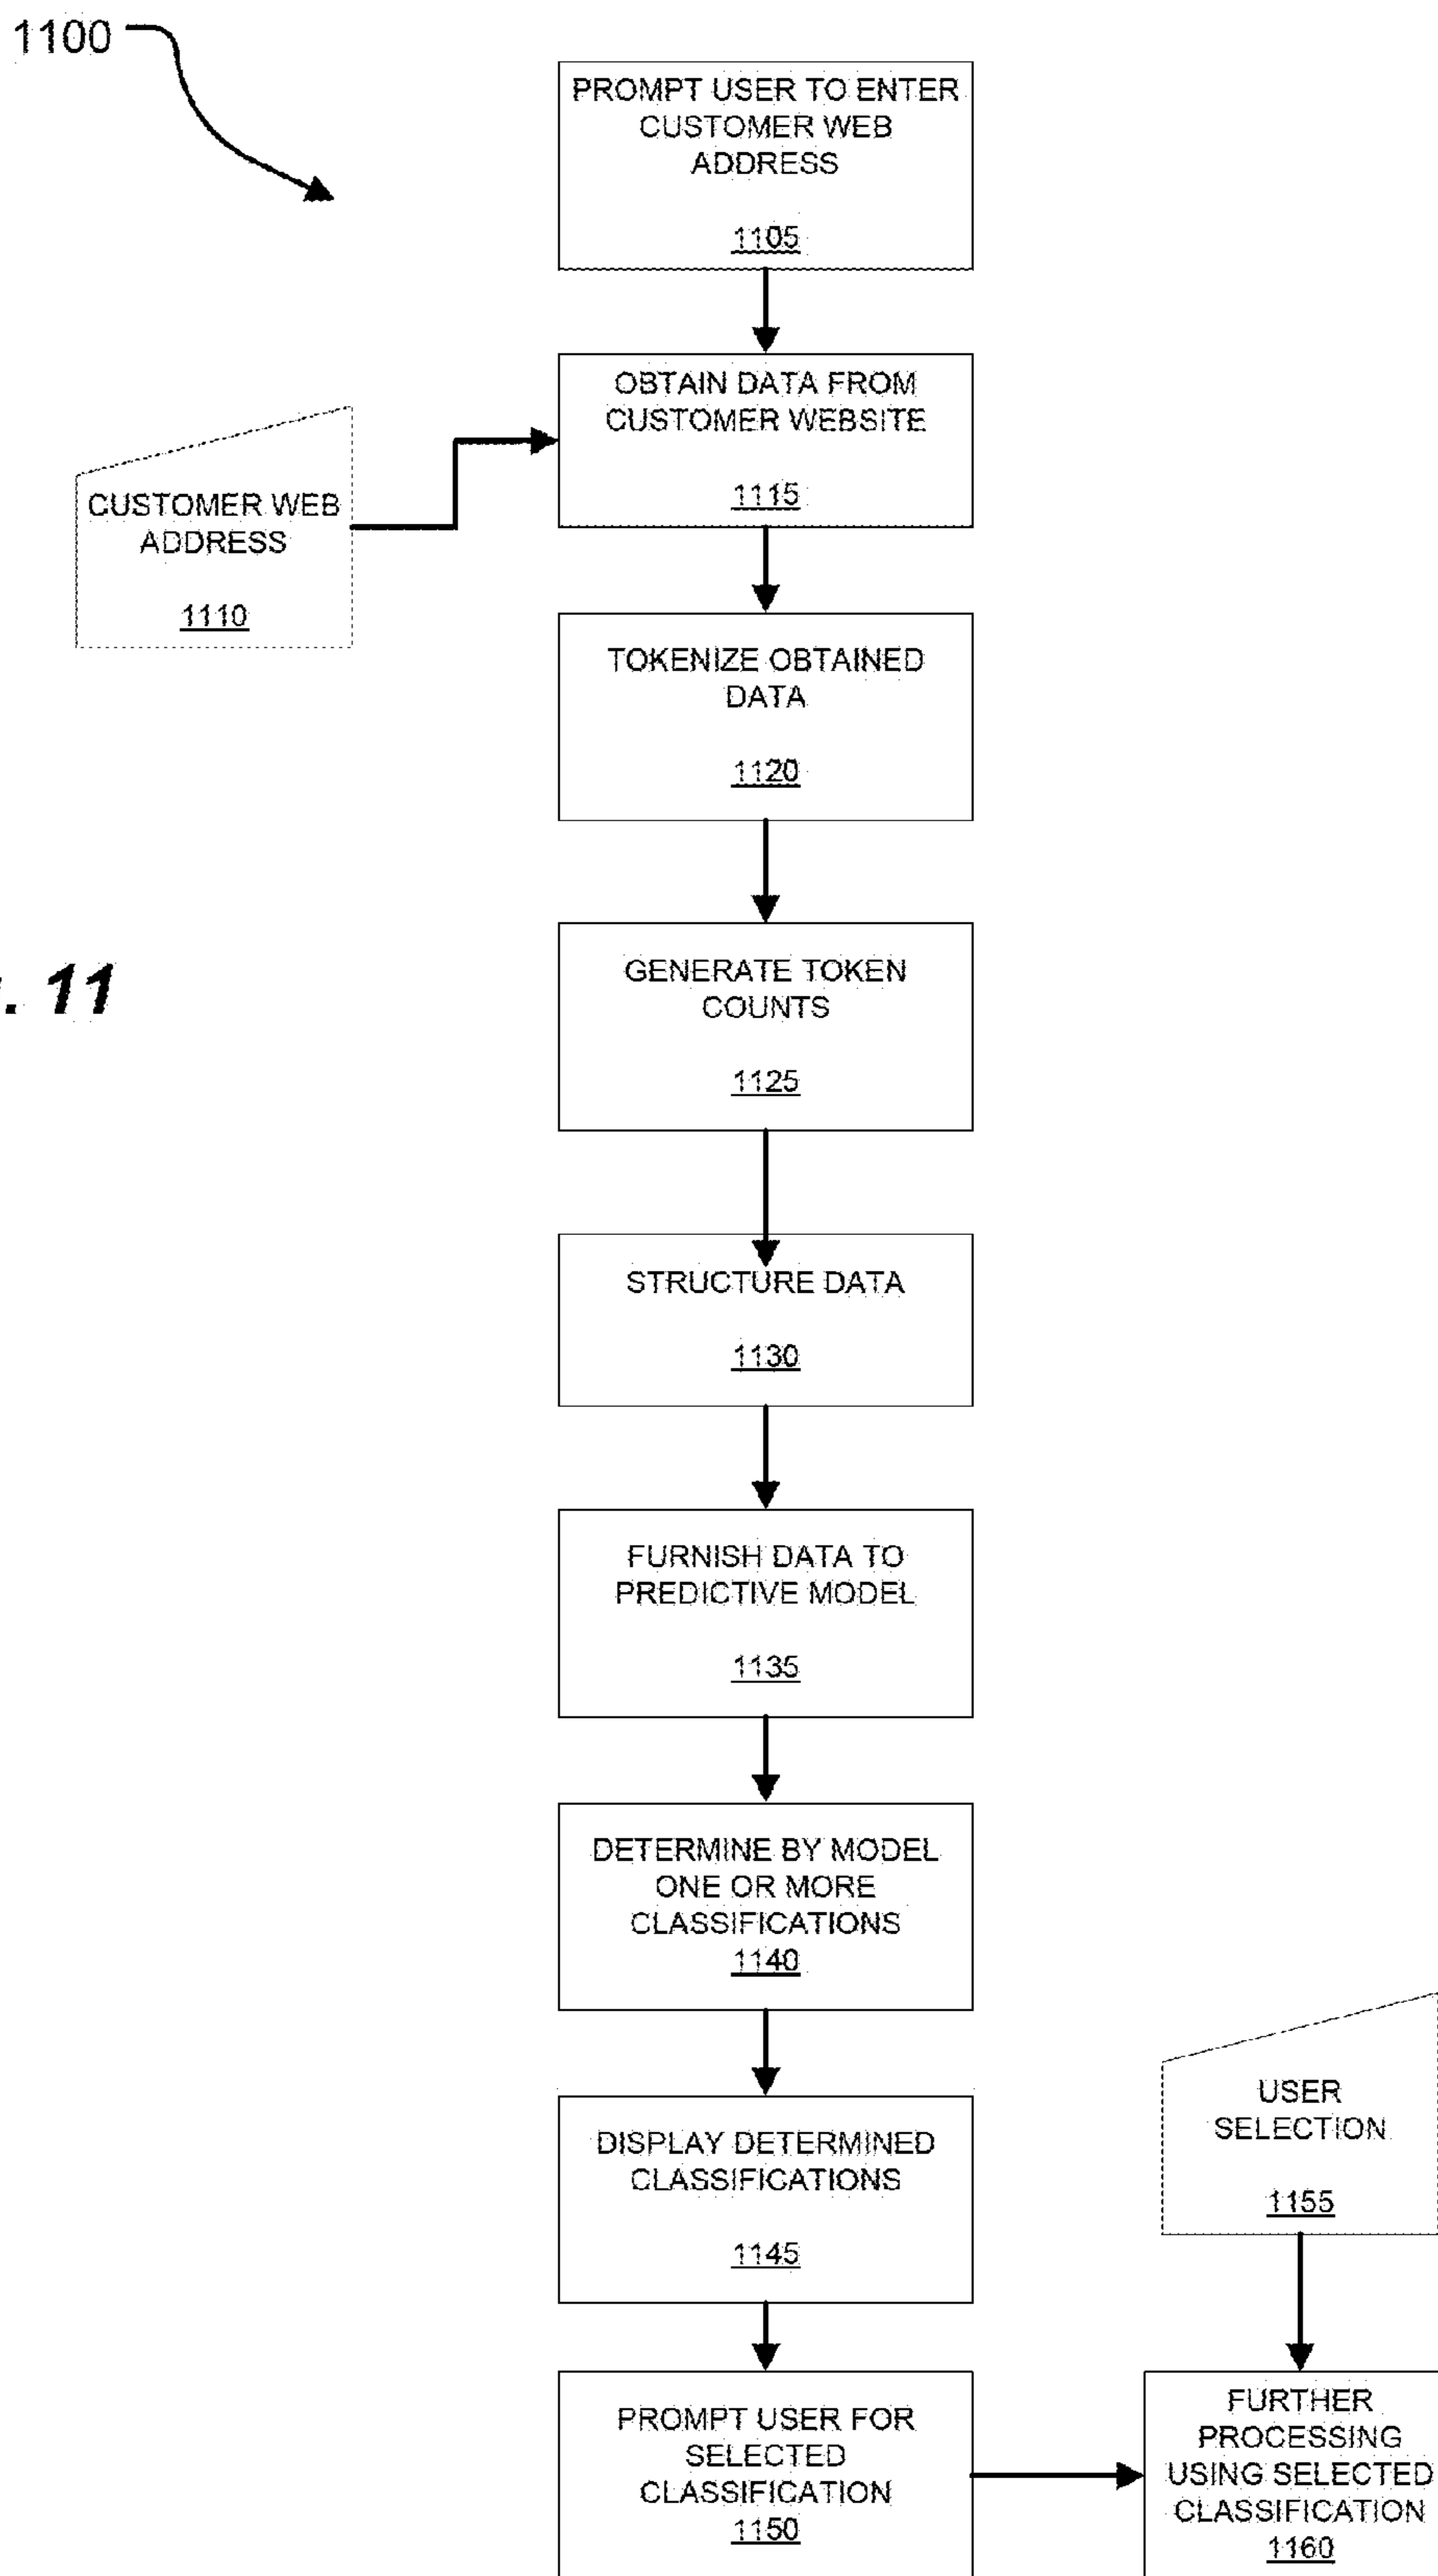 1100
PROMPT USER TO ENTER
CUSTOMER WEB
ADDRESS
1105
OBTAIN DATA FROM
CUSTOMER WEBSITE
1115
CUSTOMER WEB
ADDRESS
1110
TOKENIZE OBTAINED
DATA
1120
. 11
GENERATE TOKEN
COUNTS
1125
STRUCTURE DATA
1130
FURNISH DATA TO
PREDICTIVE MODEL
1135
DETERMINE BY MODEL
ONE OR MORE
CLASSIFICATIONS
1140
DISPLAY DETERMINED
CLASSIFICATIONS
1145
USER
SELECTION
1155
PROMPT USER FOR
SELECTED
CLASSIFICATION
1150
FURTHER
PROCESSING
USING SELECTED
CLASSIFICATION
1160